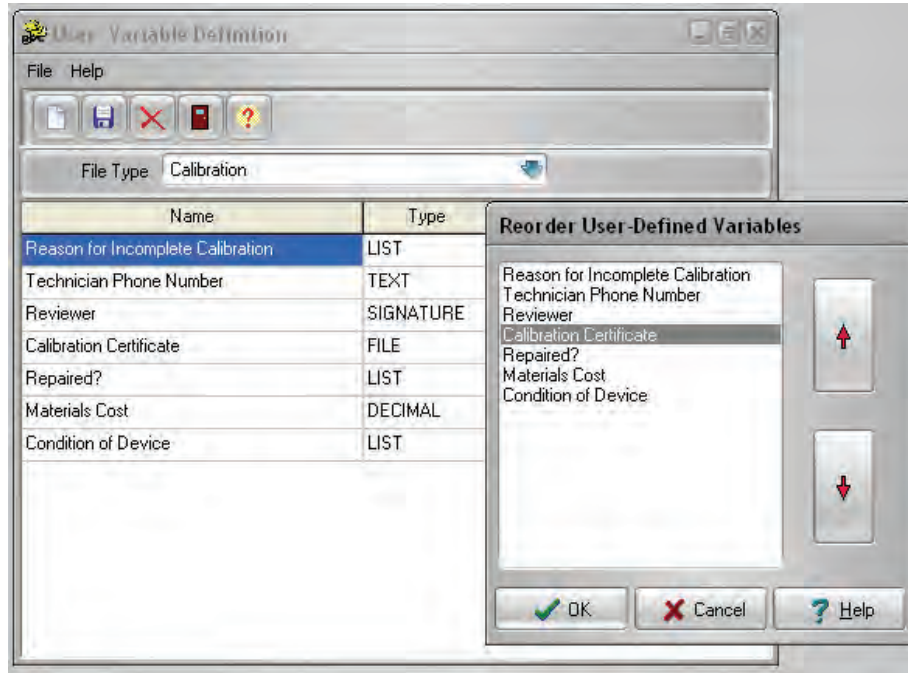 User Variable Definition
File Help
?
File Type Calibration
Name Type
Reason for Incomplete Calibration LIST
Technician Phone Number TEXT
Reviewer SIGNATURE
Calibration Certificate FILE
Repaired? LIST
Materials Cost DECIMAL
Condition of Device LIST
Reorder User-Defined Variables
Reason for Incomplete Calibration
Technician Phone Number
Reviewer
Calibration Certificate
Repaired?
Materials Cost
Condition of Device
OK Cancel ? Help